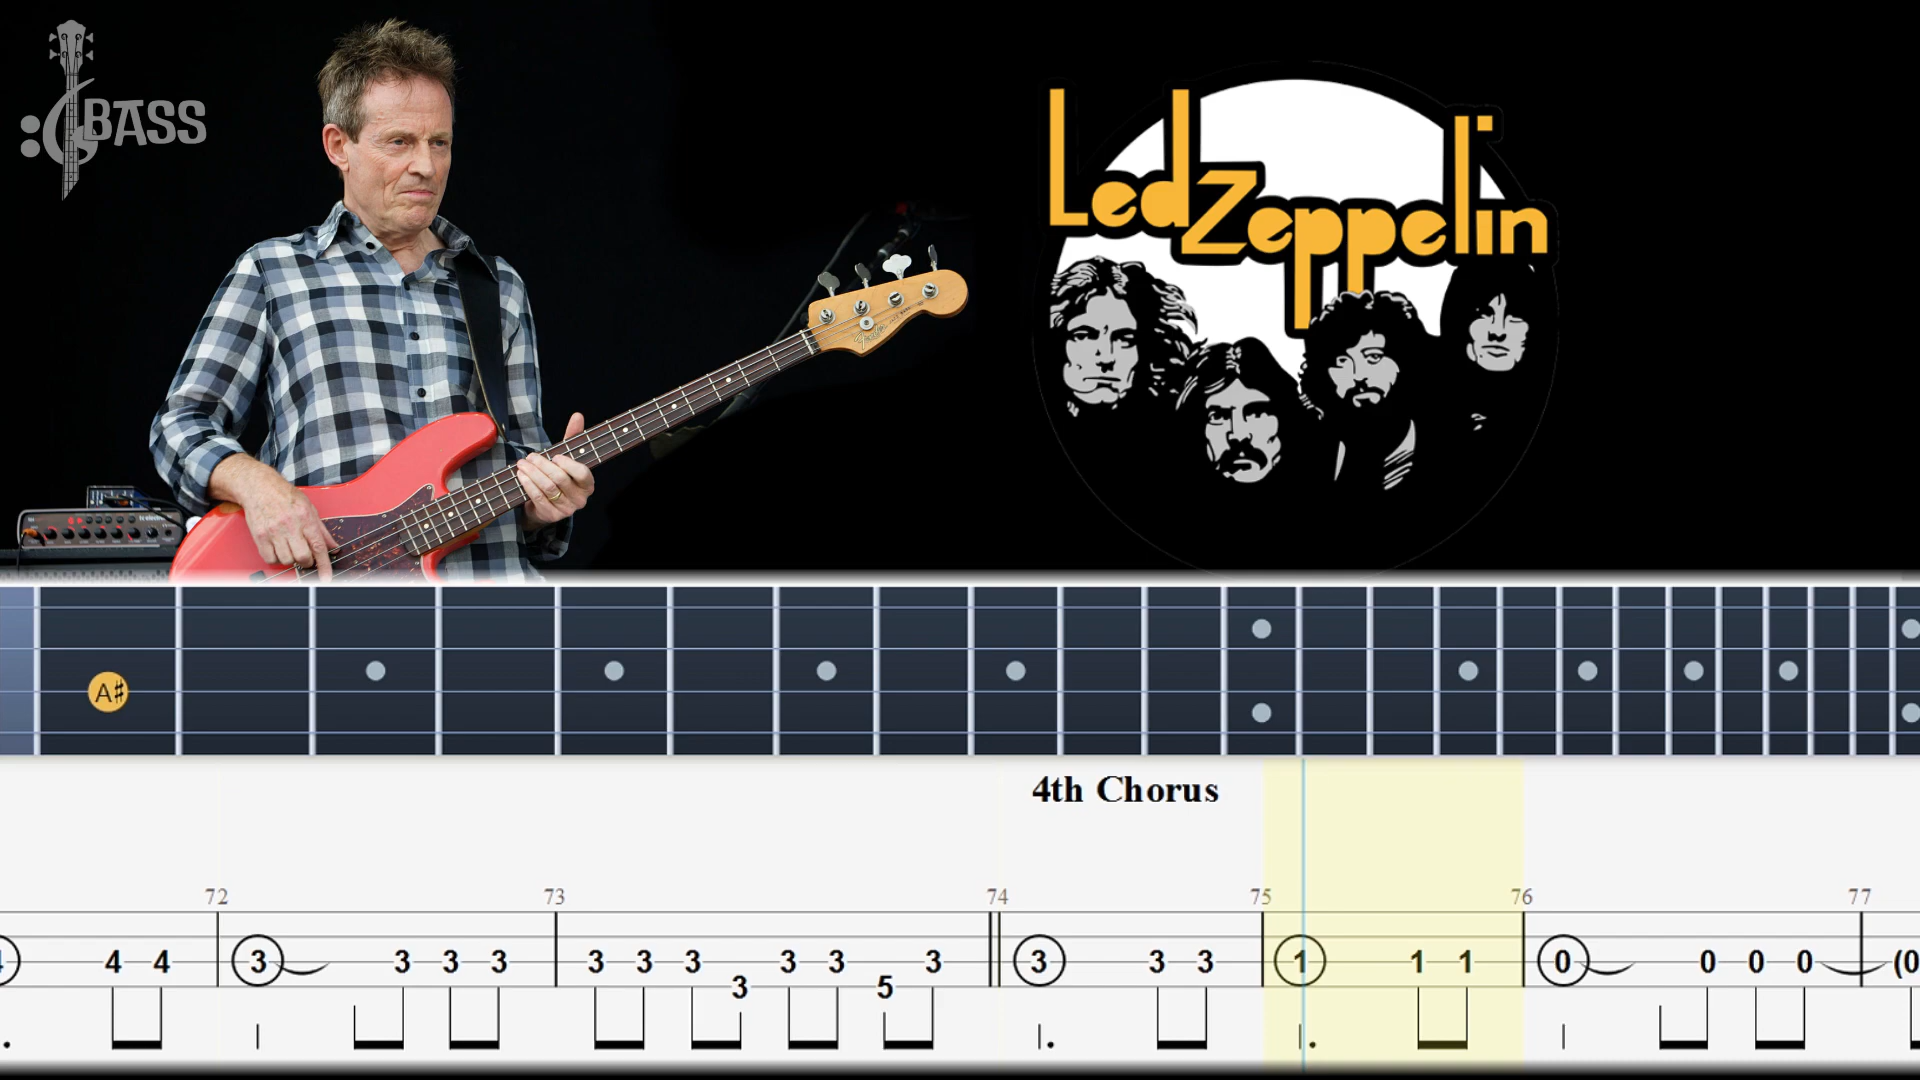 BASS
Led Zeppelin
Fender
A#
4th Chorus
72 73 74 75 76 77
4 4 3 3 3 3 3 3 3 3 3 3 5 3 3 3 3 1 1 1 0 0 0 0 (0